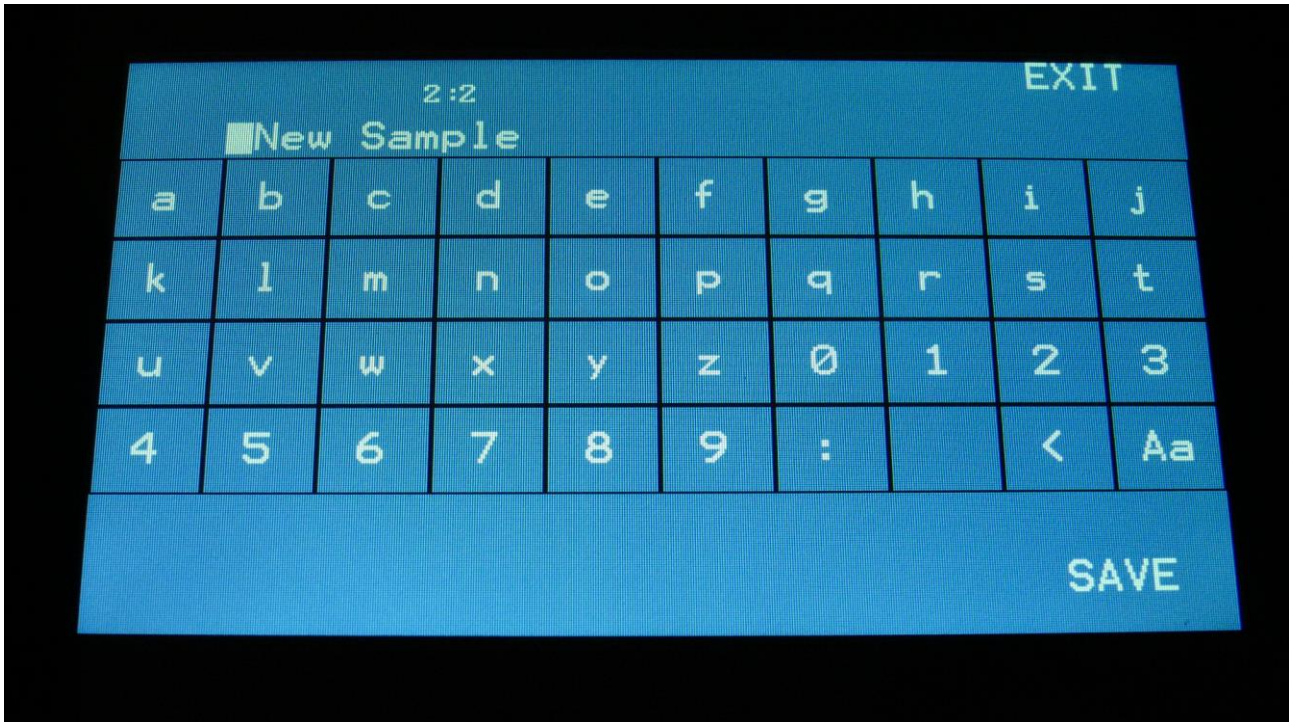 EXIT
2:2
New Sample
a b c d e f g h i j
k l m n o p q r s t
u v w x y z 0 1 2 3
4 5 6 7 8 9 : < Aa
SAVE